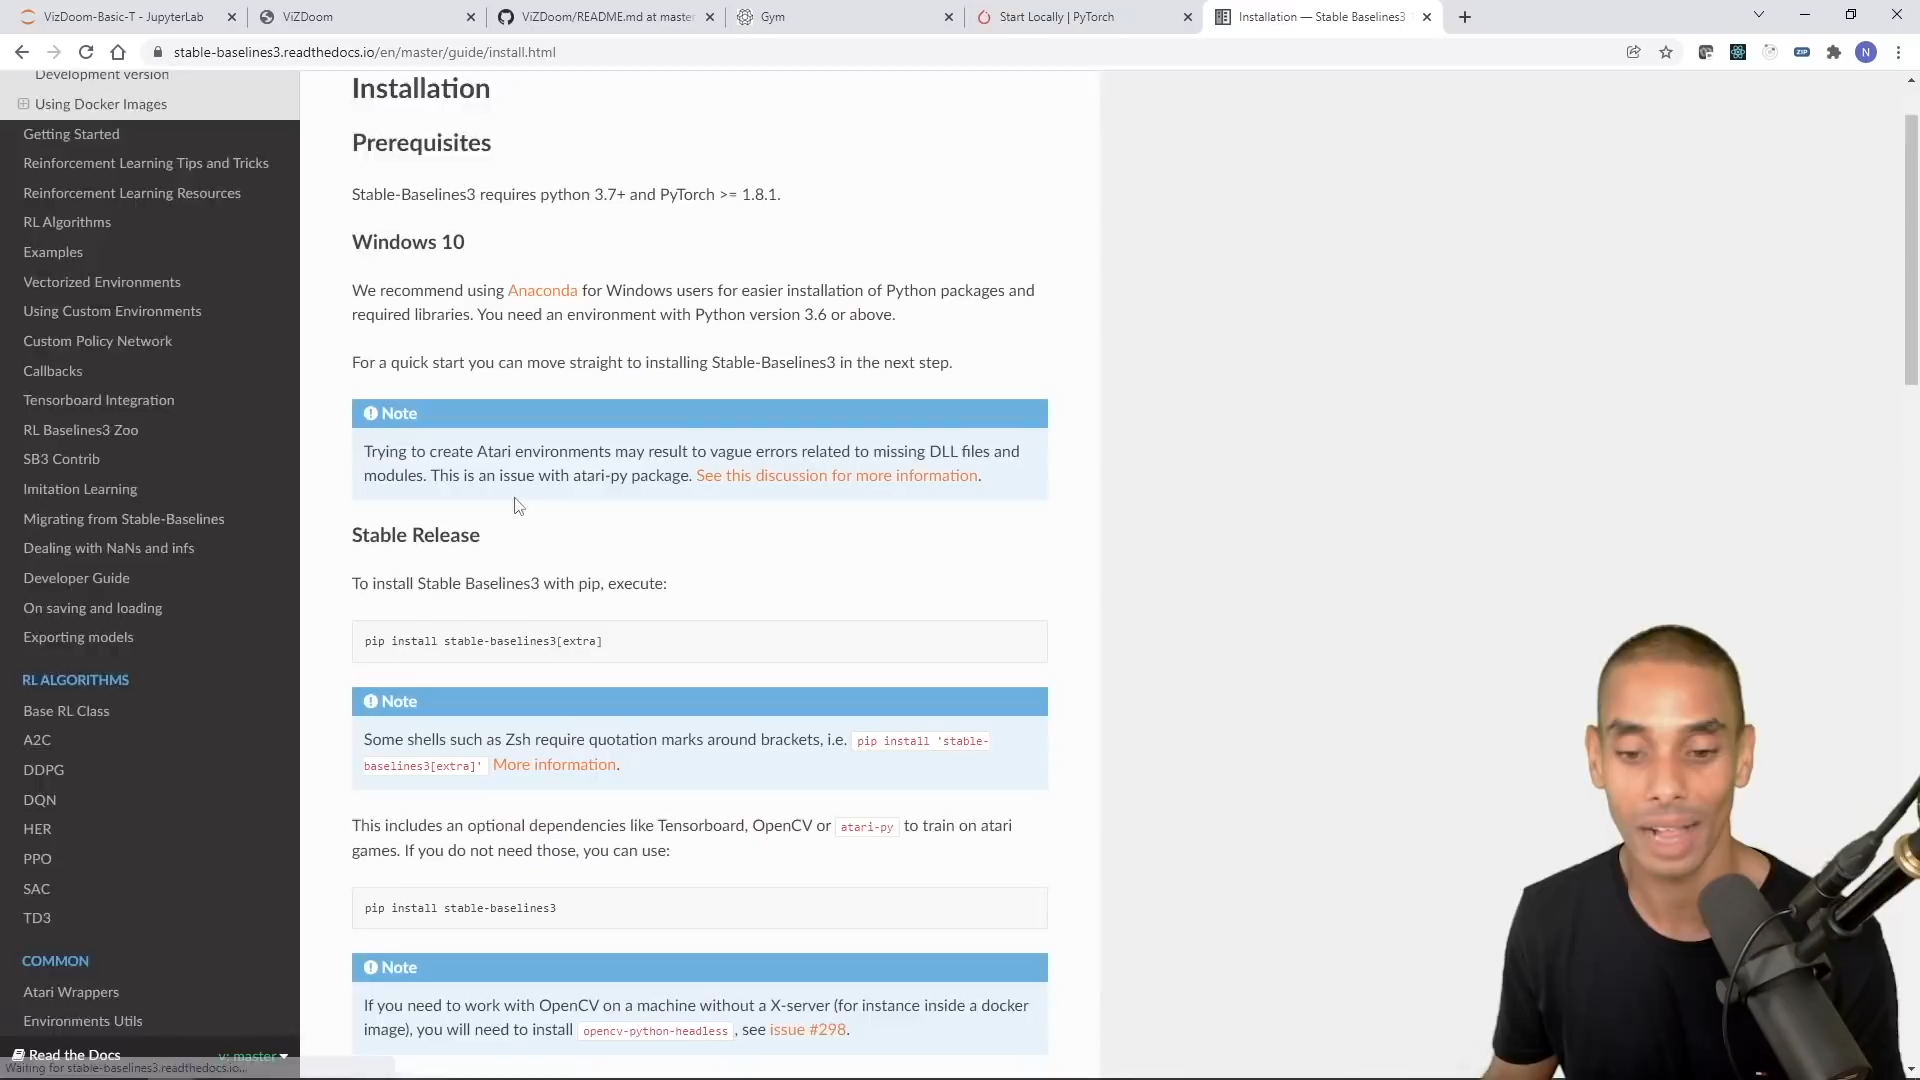 VizDoom-Basic-T - JupyterLab
ViZDoom
ViZDoom/README.md at master
Gym
Start Locally | PyTorch
Installation — Stable Baselines3
stable-baselines3.readthedocs.io/en/master/guide/install.html
ZIP
N
Development version
Using Docker Images
Getting Started
Reinforcement Learning Tips and Tricks
Reinforcement Learning Resources
RL Algorithms
Examples
Vectorized Environments
Using Custom Environments
Custom Policy Network
Callbacks
Tensorboard Integration
RL Baselines3 Zoo
SB3 Contrib
Imitation Learning
Migrating from Stable-Baselines
Dealing with NaNs and infs
Developer Guide
On saving and loading
Exporting models
RL ALGORITHMS
Base RL Class
A2C
DDPG
DQN
HER
PPO
SAC
TD3
COMMON
Atari Wrappers
Environments Utils
Read the Docs
v: master
Waiting for stable-baselines3.readthedocs.io...
Installation
Prerequisites
Stable-Baselines3 requires python 3.7+ and PyTorch >= 1.8.1.
Windows 10
We recommend using Anaconda for Windows users for easier installation of Python packages and
required libraries. You need an environment with Python version 3.6 or above.
For a quick start you can move straight to installing Stable-Baselines3 in the next step.
Note
Trying to create Atari environments may result to vague errors related to missing DLL files and
modules. This is an issue with atari-py package. See this discussion for more information.
Stable Release
To install Stable Baselines3 with pip, execute:
pip install stable-baselines3[extra]
Note
Some shells such as Zsh require quotation marks around brackets, i.e. pip install 'stable-
baselines3[extra]' More information.
This includes an optional dependencies like Tensorboard, OpenCV or atari-py to train on atari
games. If you do not need those, you can use:
pip install stable-baselines3
Note
If you need to work with OpenCV on a machine without a X-server (for instance inside a docker
image), you will need to install opencv-python-headless, see issue #298.